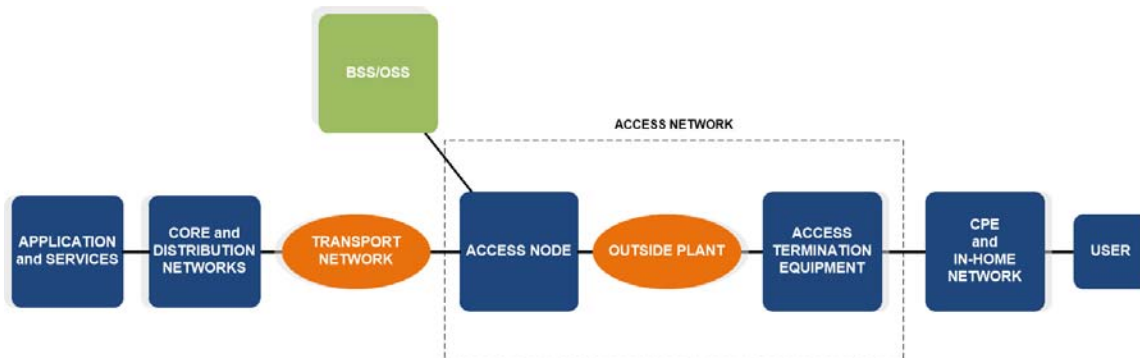 BSS/OSS
ACCESS NETWORK
APPLICATION
and SERVICES
CORE and
DISTRIBUTION
NETWORKS
TRANSPORT
NETWORK
ACCESS NODE
OUTSIDE PLANT
ACCESS
TERMINATION
EQUIPMENT
CPE
and
IN-HOME
NETWORK
USER